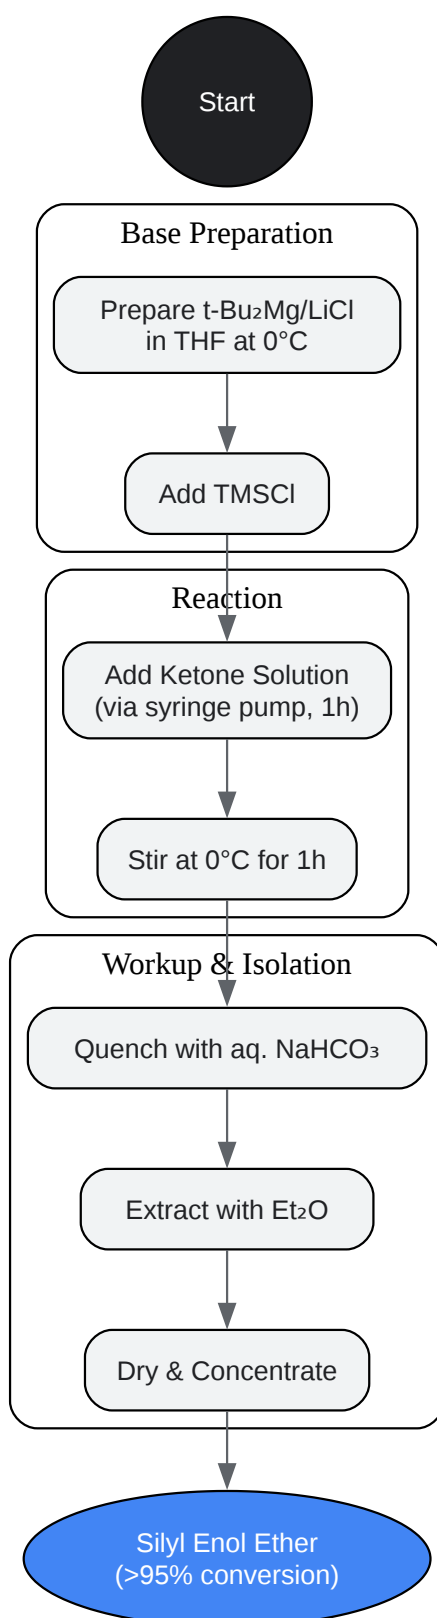 Start
Base Preparation
Prepare t-Bu₂Mg/LiCl
in THF at 0°C
Add TMSCl
Reaction
Add Ketone Solution
(via syringe pump, 1h)
Stir at 0°C for 1h
Workup & Isolation
Quench with aq. NaHCO₃
Extract with Et₂O
Dry & Concentrate
Silyl Enol Ether
(>95% conversion)